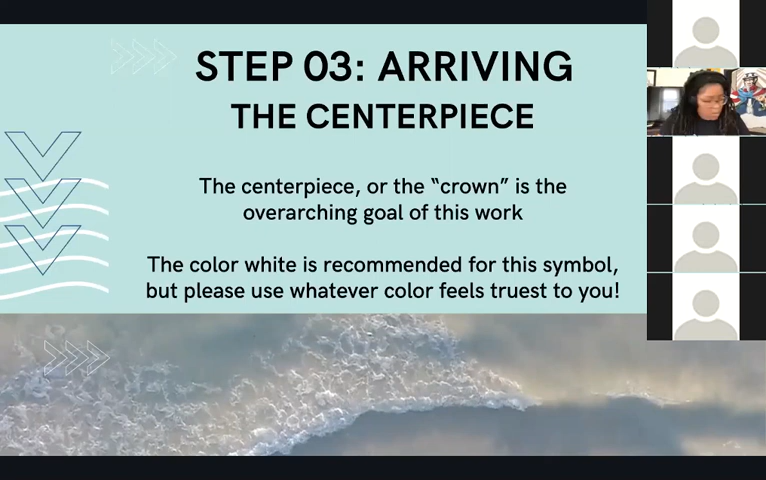 STEP 03: ARRIVING
THE CENTERPIECE
The centerpiece, or the “crown” is the
overarching goal of this work
The color white is recommended for this symbol,
but please use whatever color feels truest to you!